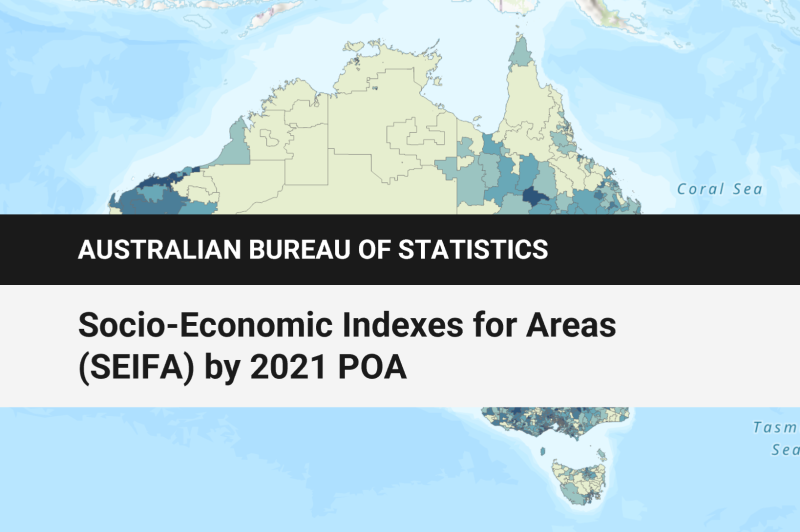 Coral Sea
AUSTRALIAN BUREAU OF STATISTICS
Socio-Economic Indexes for Areas
(SEIFA) by 2021 POA
Tasm
Sea